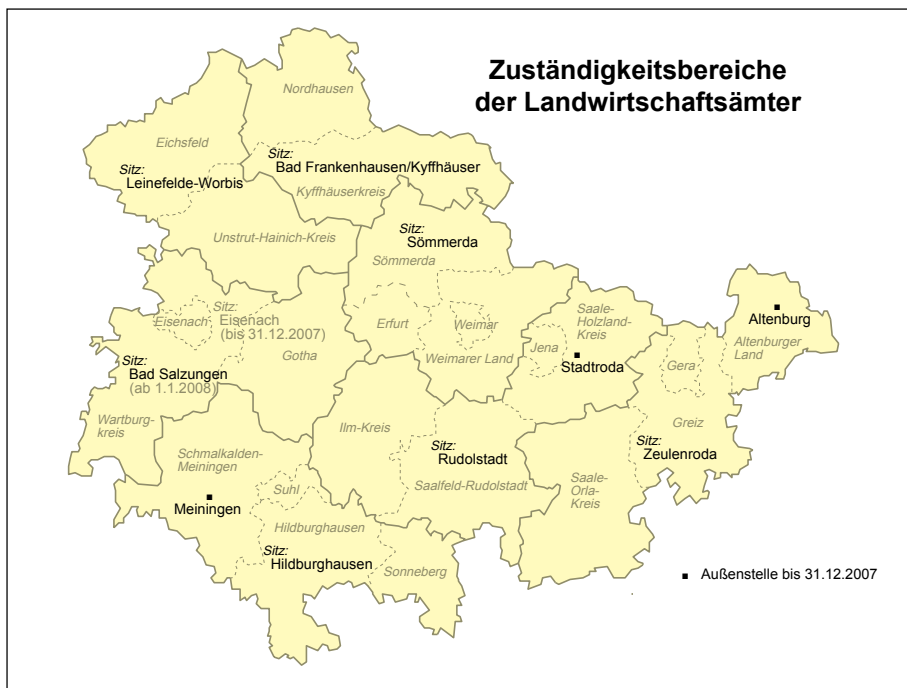 Zuständigkeitsbereiche
der Landwirtschaftsämter
Nordhausen
Eichsfeld
Sitz:
Bad Frankenhausen/Kyffhäuser
Sitz:
Leinefelde-Worbis
Kyffhäuserkreis
Sitz:
Sömmerda
Unstrut-Hainich-Kreis
Sömmerda
Sitz:
Eisenach
(bis 31.12.2007)
Eisenach
Erfurt
Weimar
Saale-
Holzland-
Kreis
Altenburg
Gotha
Weimarer Land
Jena
Stadtroda
Gera
Altenburger
Land
Sitz:
Bad Salzungen
(ab 1.1.2008)
Wartburg-
kreis
Ilm-Kreis
Greiz
Sitz:
Rudolstadt
Sitz:
Zeulenroda
Schmalkalden-
Meiningen
Suhl
Saalfeld-Rudolstadt
Saale-
Orla-
Kreis
Meiningen
Hildburghausen
Sitz:
Hildburghausen
Sonneberg
Außenstelle bis 31.12.2007